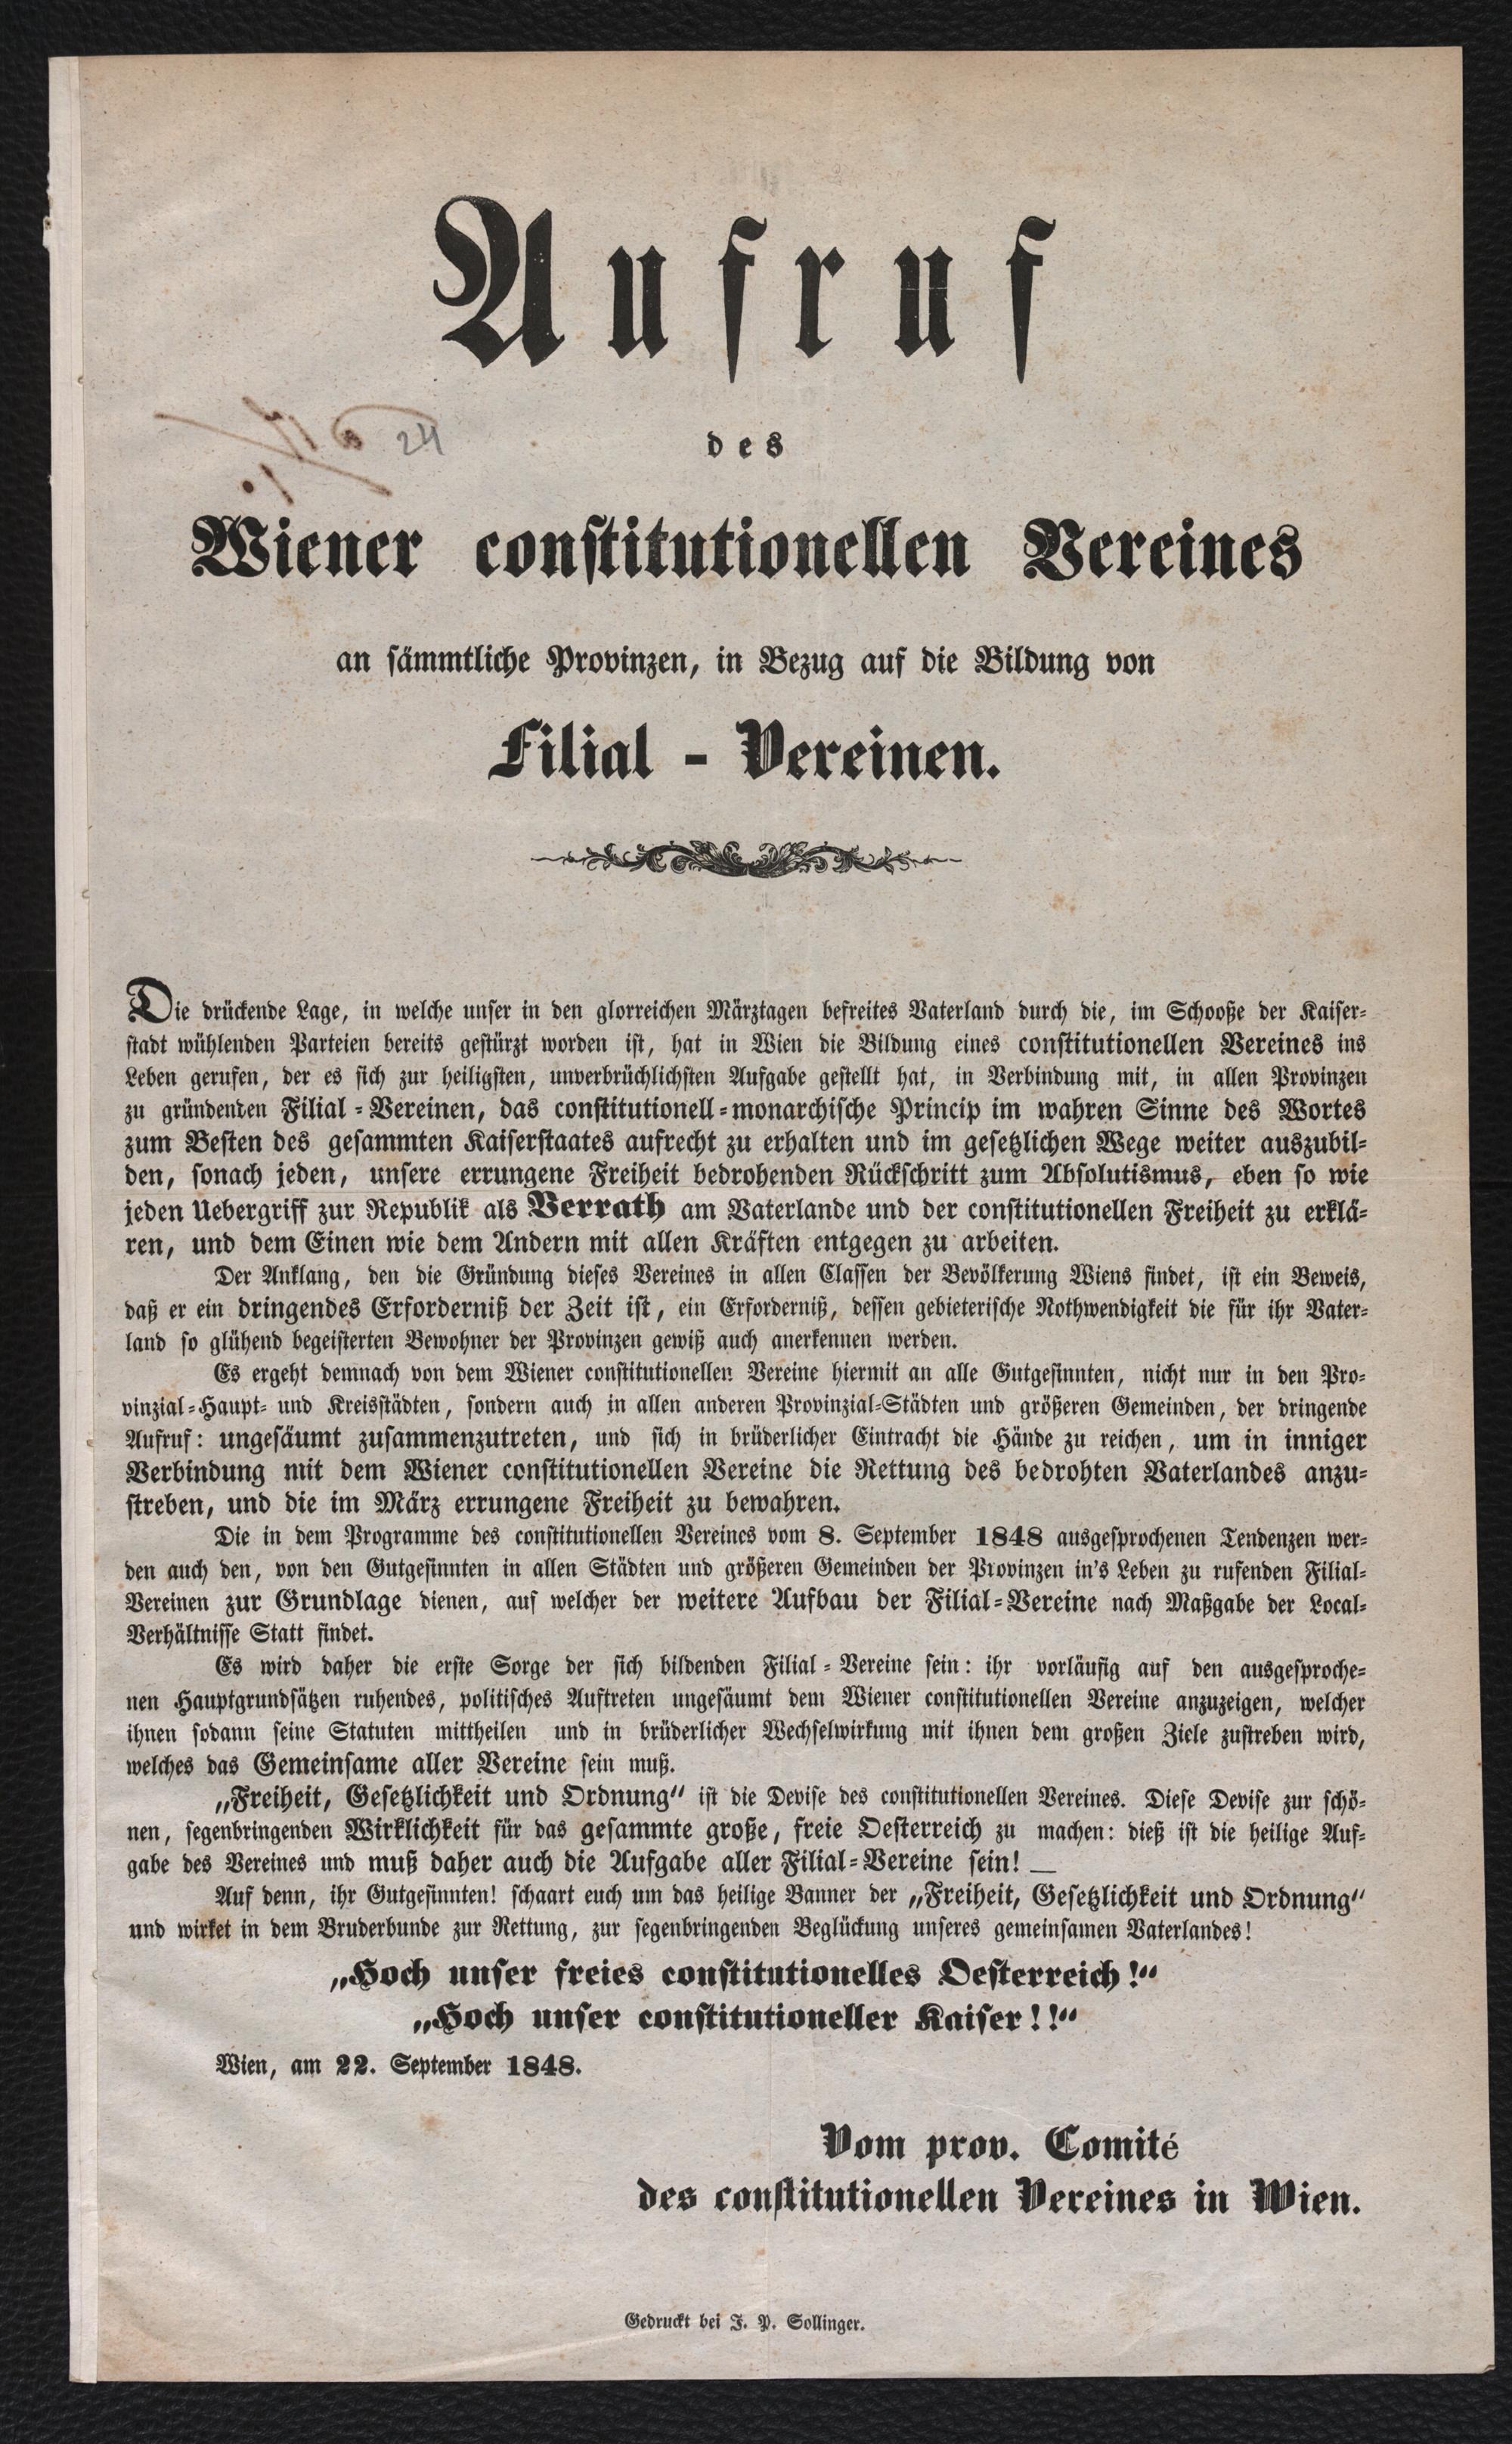 Aufruf
24
des
Wiener constitutionellen Vereines
an sämmtliche Provinzen, in Bezug auf die Bildung von
Filial - Vereinen.
Die drückende Lage, in welche unser in den glorreichen Märztagen befreites Vaterland durch die, im Schooße der Kaiser-
stadt wühlenden Parteien bereits gestürzt worden ist, hat in Wien die Bildung eines constitutionellen Vereines ins
Leben gerufen, der es sich zur heiligsten, unverbrüchlichsten Aufgabe gestellt hat, in Verbindung mit, in allen Provinzen
zu gründenden Filial-Vereinen, das constitutionell-monarchische Princip im wahren Sinne des Wortes
zum Besten des gesammten Kaiserstaates aufrecht zu erhalten und im gesetzlichen Wege weiter auszubil-
den, sonach jeden, unsere errungene Freiheit bedrohenden Rückschritt zum Absolutismus, eben so wie
jeden Uebergriff zur Republik als Verrath am Vaterlande und der constitutionellen Freiheit zu erklä-
ren, und dem Einen wie dem Andern mit allen Kräften entgegen zu arbeiten.
Der Anklang, den die Gründung dieses Vereines in allen Classen der Bevölkerung Wiens findet, ist ein Beweis,
daß er ein dringendes Erforderniß der Zeit ist, ein Erforderniß, dessen gebieterische Nothwendigkeit die für ihr Vater-
land so glühend begeisterten Bewohner der Provinzen gewiß auch anerkennen werden.
Es ergeht demnach von dem Wiener constitutionellen Vereine hiermit an alle Gutgesinnten, nicht nur in den Pro-
vinzial-Haupt- und Kreisstädten, sondern auch in allen anderen Provinzial-Städten und größeren Gemeinden, der dringende
Aufruf: ungesäumt zusammenzutreten, und sich in brüderlicher Eintracht die Hände zu reichen, um in inniger
Verbindung mit dem Wiener constitutionellen Vereine die Rettung des bedrohten Vaterlandes anzu-
streben, und die im März errungene Freiheit zu bewahren.
Die in dem Programme des constitutionellen Vereines vom 8. September 1848 ausgesprochenen Tendenzen wer-
den auch den, von den Gutgesinnten in allen Städten und größeren Gemeinden der Provinzen in's Leben zu rufenden Filial-
Vereinen zur Grundlage dienen, auf welcher der weitere Aufbau der Filial-Vereine nach Maßgabe der Local-
Verhältnisse Statt findet.
Es wird daher die erste Sorge der sich bildenden Filial-Vereine sein: ihr vorläufig auf den ausgesproche-
nen Hauptgrundsätzen ruhendes, politisches Auftreten ungesäumt dem Wiener constitutionellen Vereine anzuzeigen, welcher
ihnen sodann seine Statuten mittheilen und in brüderlicher Wechselwirkung mit ihnen dem großen Ziele zustreben wird,
welches das Gemeinsame aller Vereine sein muß.
„Freiheit, Gesetzlichkeit und Ordnung“ ist die Devise des constitutionellen Vereines. Diese Devise zur schö-
nen, segenbringenden Wirklichkeit für das gesammte große, freie Oesterreich zu machen: dieß ist die heilige Auf-
gabe des Vereines und muß daher auch die Aufgabe aller Filial-Vereine sein! —
Auf denn, ihr Gutgesinnten! schaart euch um das heilige Banner der „Freiheit, Gesetzlichkeit und Ordnung“
und wirket in dem Bruderbunde zur Rettung, zur segenbringenden Beglückung unseres gemeinsamen Vaterlandes!
„Hoch unser freies constitutionelles Oesterreich!“
„Hoch unser constitutioneller Kaiser!!“
Wien, am 22. September 1848.
Vom prov. Comité
des constitutionellen Vereines in Wien.
Gedruckt bei J. P. Sollinger.